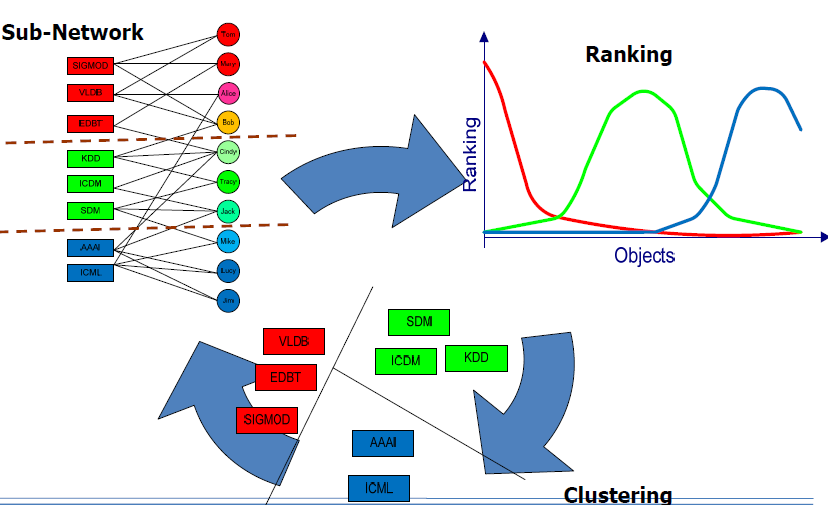 Sub-Network
SIGMOD
VLDB
EDBT
KDD
ICDM
SDM
AAAI
ICML
Tom
Mary
Alice
Bob
Cindy
Tracy
Jack
Mike
Lucy
Jim
Ranking
Ranking
Objects
SDM
ICDM
KDD
VLDB
EDBT
SIGMOD
AAAI
ICML
Clustering